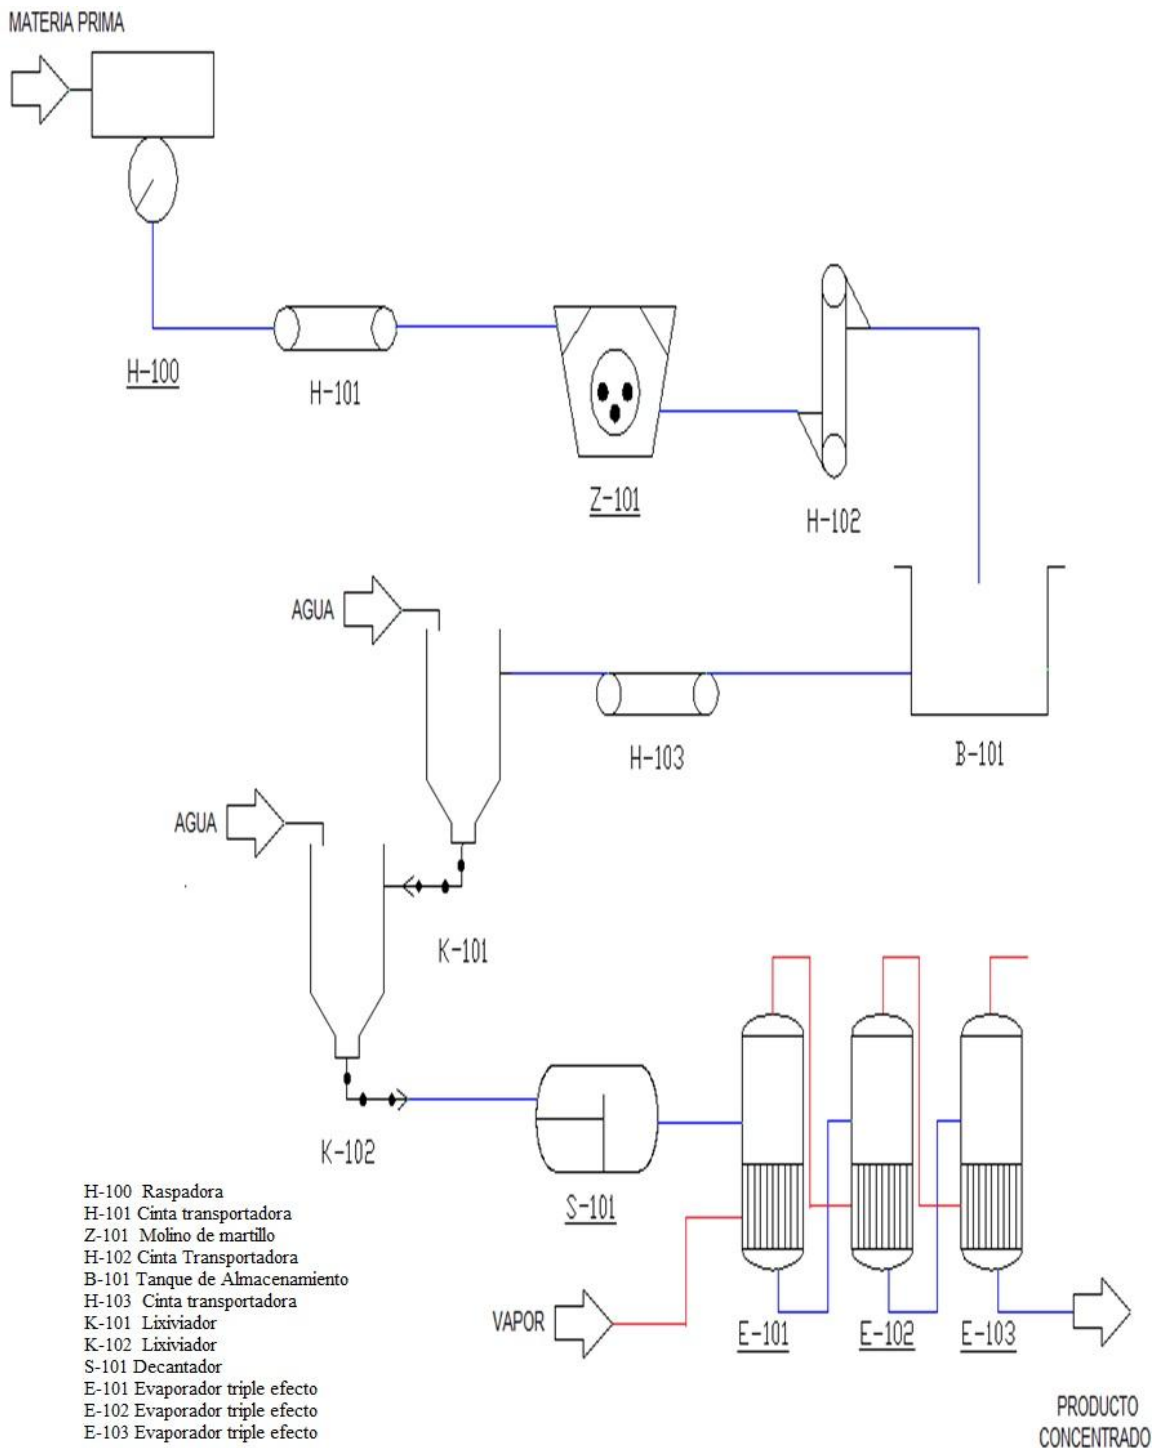 MATERIA PRIMA
H-100
H-101
Z-101
H-102
AGUA
H-103
B-101
AGUA
K-101
K-102
S-101
VAPOR
E-101
E-102
E-103
PRODUCTO
CONCENTRADO
H-100 Raspadora
H-101 Cinta transportadora
Z-101 Molino de martillo
H-102 Cinta Transportadora
B-101 Tanque de Almacenamiento
H-103 Cinta transportadora
K-101 Lixiviador
K-102 Lixiviador
S-101 Decantador
E-101 Evaporador triple efecto
E-102 Evaporador triple efecto
E-103 Evaporador triple efecto